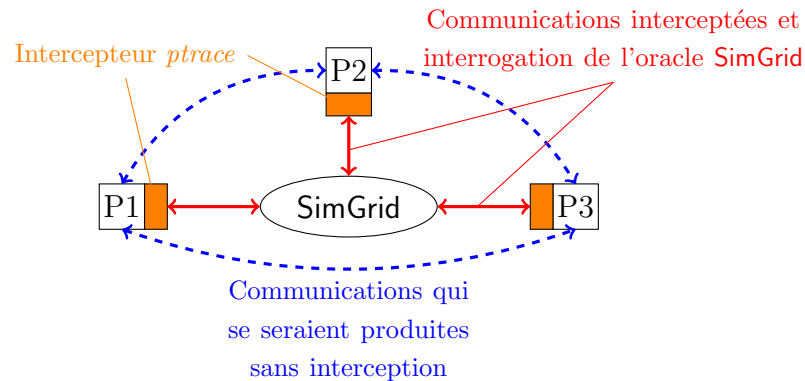 Communications interceptées et
interrogation de l'oracle SimGrid
Intercepteur ptrace
P2
P1
SimGrid
P3
Communications qui
se seraient produites
sans interception